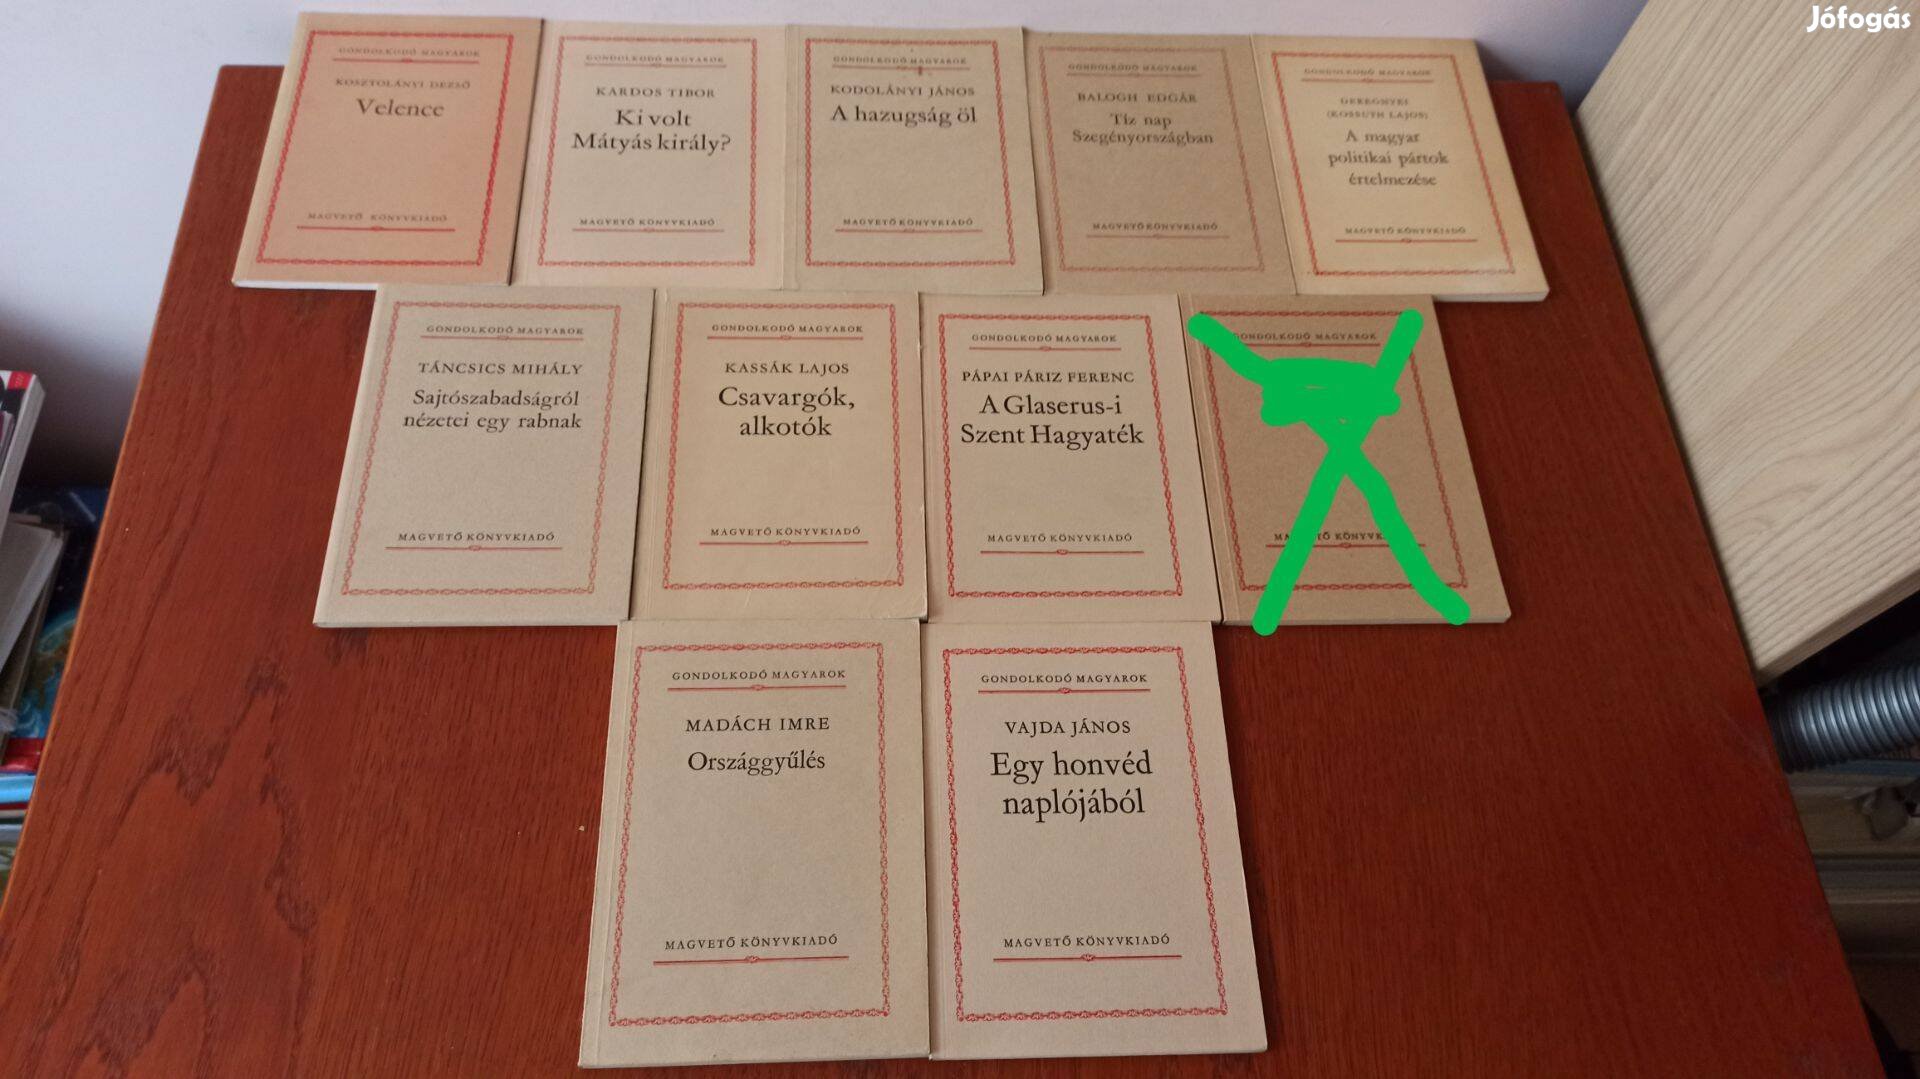 Jófogás
GONDOLKODÓ MAGYAROK
KOSZTOLÁNYI DEZSŐ
Velence
MAGVETŐ KÖNYVKIADÓ
GONDOLKODÓ MAGYAROK
KARDOS TIBOR
Ki volt
Mátyás király?
MAGVETŐ KÖNYVKIADÓ
GONDOLKODÓ MAGYAROK
KODOLÁNYI JÁNOS
A hazugság öl
MAGVETŐ KÖNYVKIADÓ
GONDOLKODÓ MAGYAROK
BALOGH EDGÁR
Tíz nap
Szegényországban
MAGVETŐ KÖNYVKIADÓ
GONDOLKODÓ MAGYAROK
DEREGNYEI
(KOSSUTH LAJOS)
A magyar
politikai pártok
értelmezése
MAGVETŐ KÖNYVKIADÓ
GONDOLKODÓ MAGYAROK
TÁNCSICS MIHÁLY
Sajtószabadságról
nézetei egy rabnak
MAGVETŐ KÖNYVKIADÓ
GONDOLKODÓ MAGYAROK
KASSÁK LAJOS
Csavargók,
alkotók
MAGVETŐ KÖNYVKIADÓ
GONDOLKODÓ MAGYAROK
PÁPAI PÁRIZ FERENC
A Glaserus-i
Szent Hagyaték
MAGVETŐ KÖNYVKIADÓ
GONDOLKODÓ MAGYAROK
GONDOLKODÓ MAGYAROK
MADÁCH IMRE
Országgyűlés
MAGVETŐ KÖNYVKIADÓ
GONDOLKODÓ MAGYAROK
VAJDA JÁNOS
Egy honvéd
naplójából
MAGVETŐ KÖNYVKIADÓ